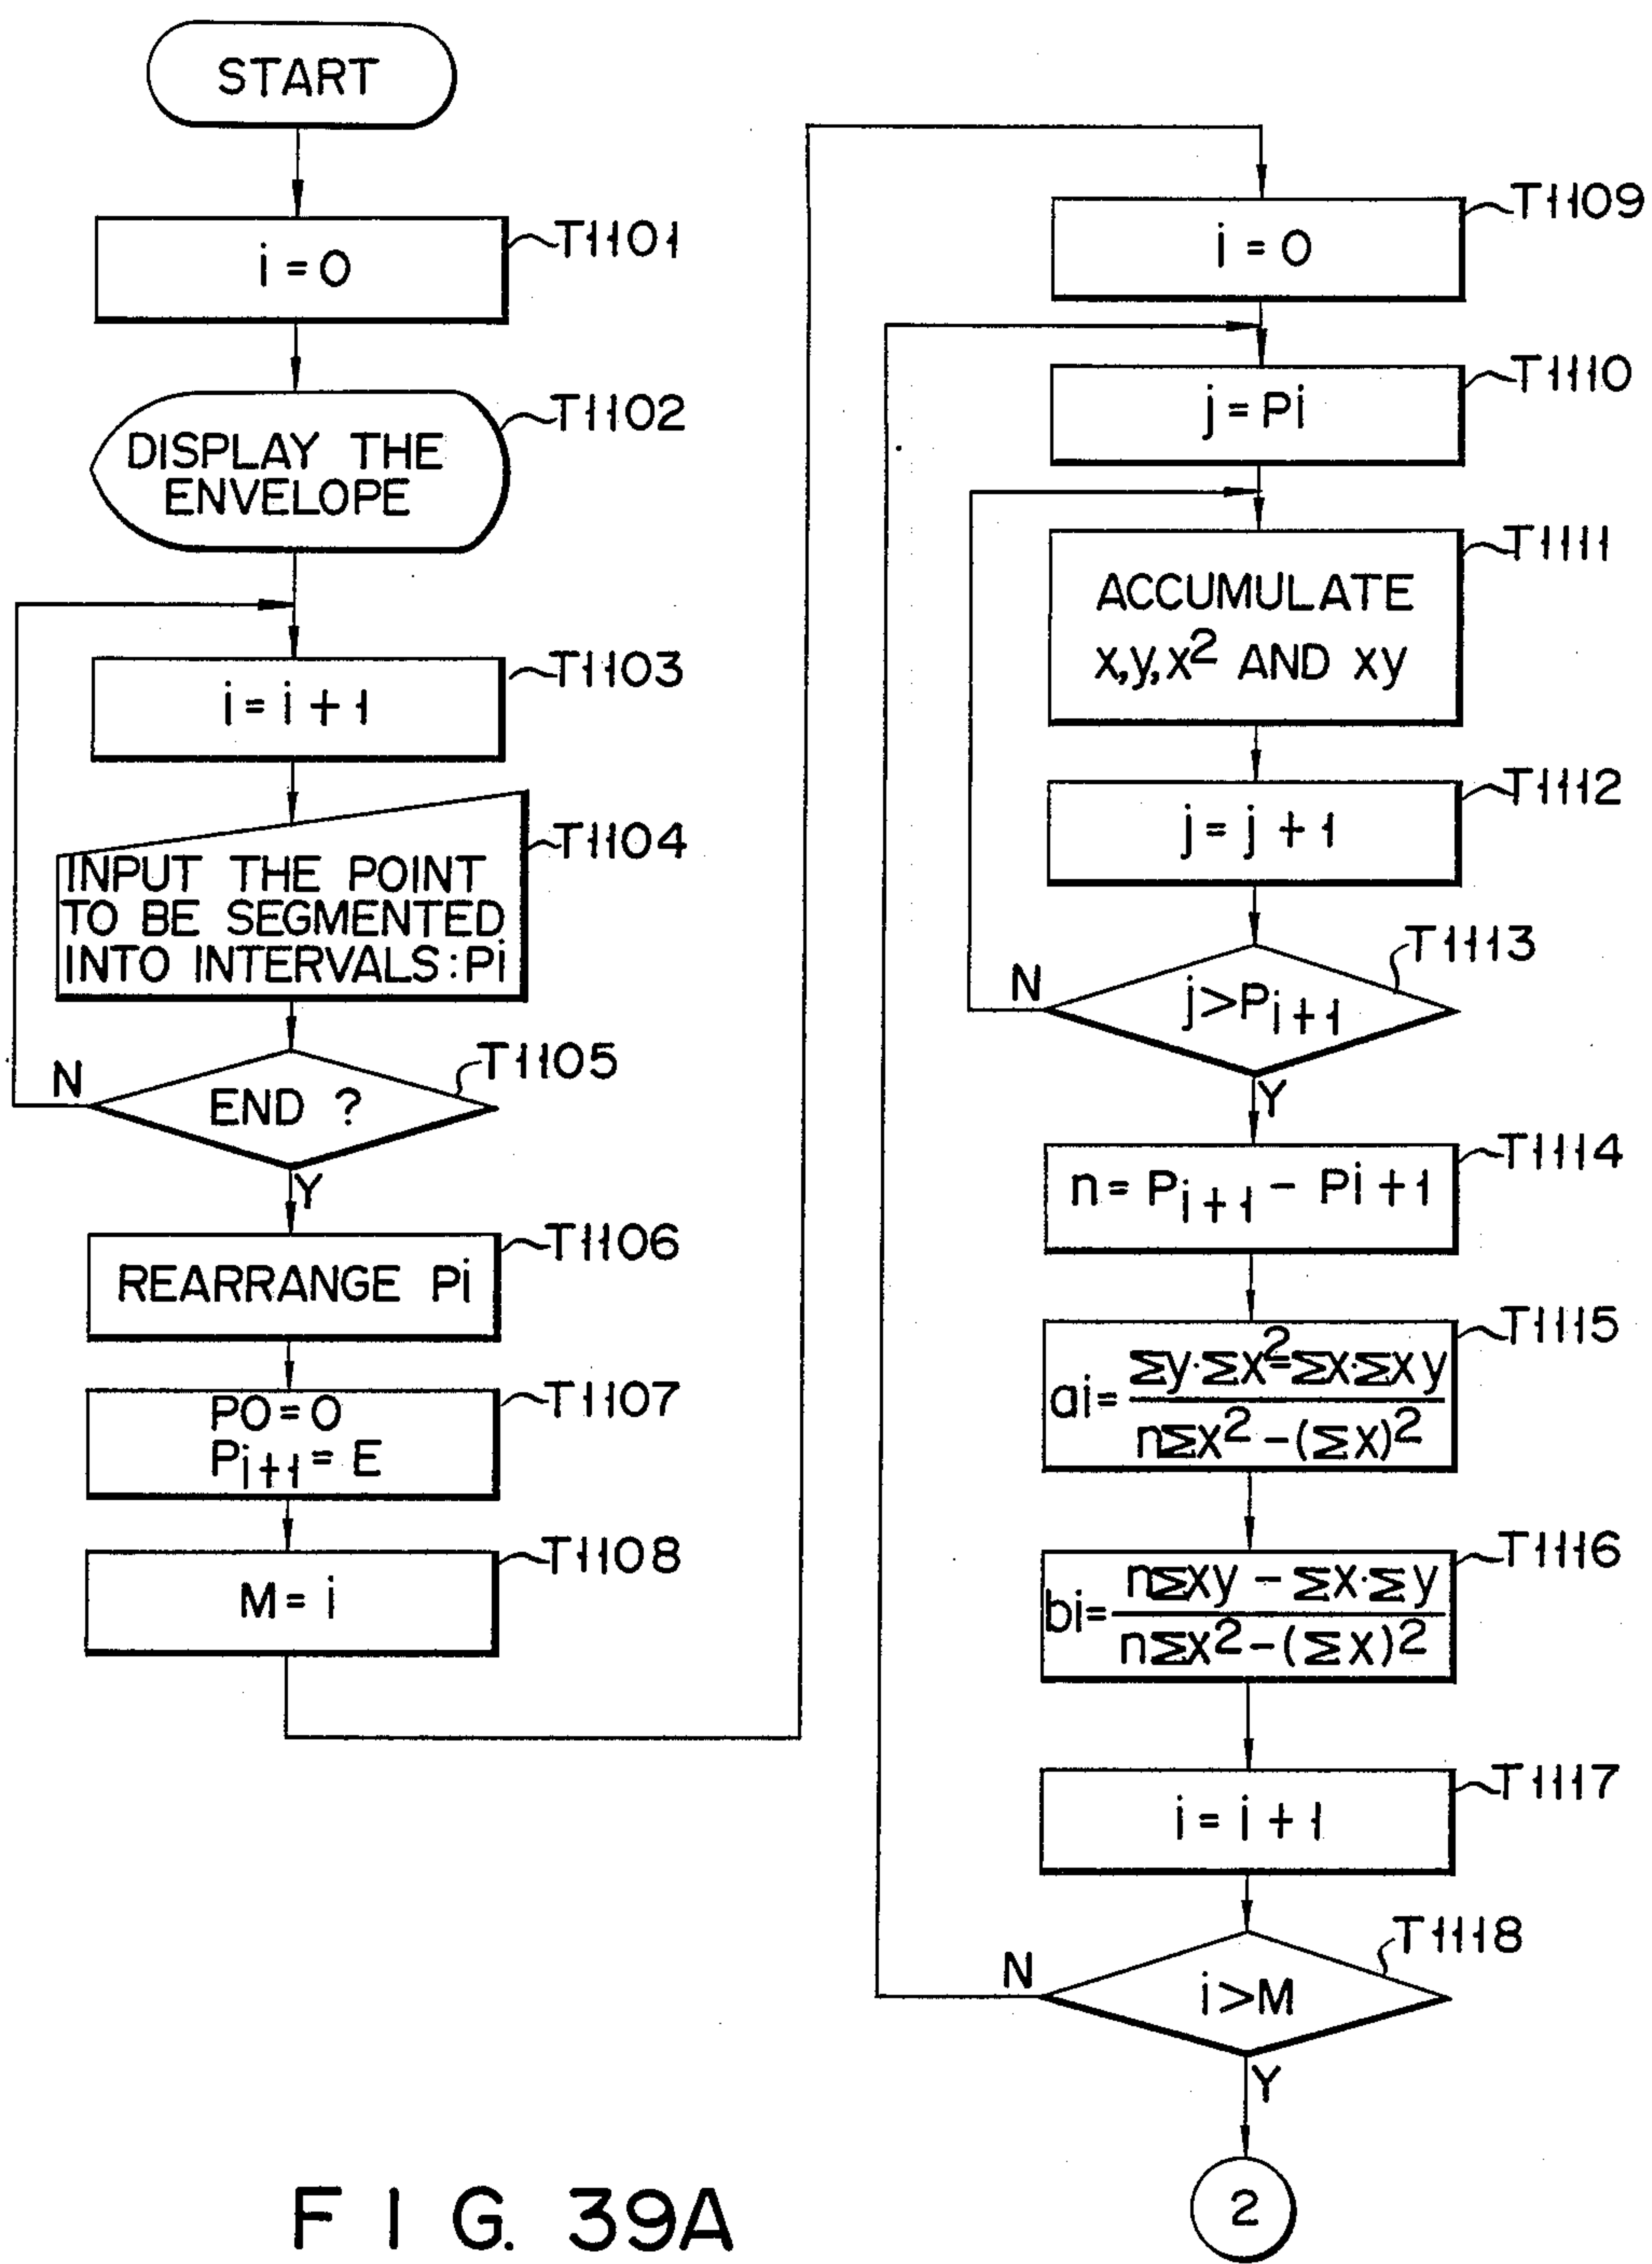 START
T1101
i = 0
T1102
DISPLAY THE
ENVELOPE
T1103
i = i + 1
T1104
INPUT THE POINT
TO BE SEGMENTED
INTO INTERVALS : Pi
T1105
N
END ?
Y
T1106
REARRANGE Pi
T1107
P0 = 0
Pi+1 = E
T1108
M = i
T1109
i = 0
T1110
j = Pi
T1111
ACCUMULATE
x, y, x² AND xy
T1112
j = j + 1
T1113
N
j > Pi+1
Y
T1114
n = Pi+1 - Pi + 1
T1115
ai = Σy·Σx² = Σx·Σxy / nΣx² - (Σx)²
T1116
bi = nΣxy - Σx·Σy / nΣx² - (Σx)²
T1117
i = i + 1
T1118
N
i > M
Y
2
FIG. 39A